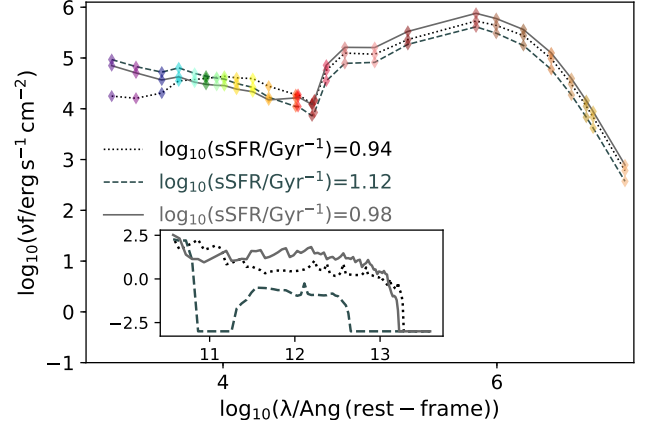 6
5
4
3
2
1
0
−1
log₁₀(νf/erg s⁻¹ cm⁻²)
log₁₀(sSFR/Gyr⁻¹)=0.94
log₁₀(sSFR/Gyr⁻¹)=1.12
log₁₀(sSFR/Gyr⁻¹)=0.98
2.5
0.0
−2.5
11 12 13
4 6
log₁₀(λ/Ang (rest − frame))